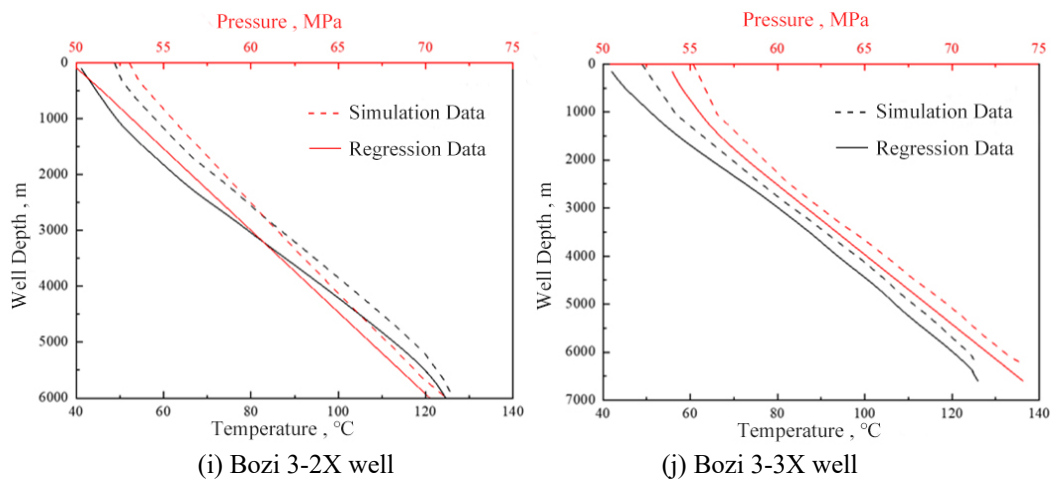 Pressure , MPa
50 55 60 65 70 75
0
1000
2000
3000
4000
5000
6000
Well Depth , m
Simulation Data
Regression Data
40 60 80 100 120 140
Temperature , °C
(i) Bozi 3-2X well
Pressure , MPa
50 55 60 65 70 75
0
1000
2000
3000
4000
5000
6000
7000
Well Depth , m
Simulation Data
Regression Data
40 60 80 100 120 140
Temperature , °C
(j) Bozi 3-3X well